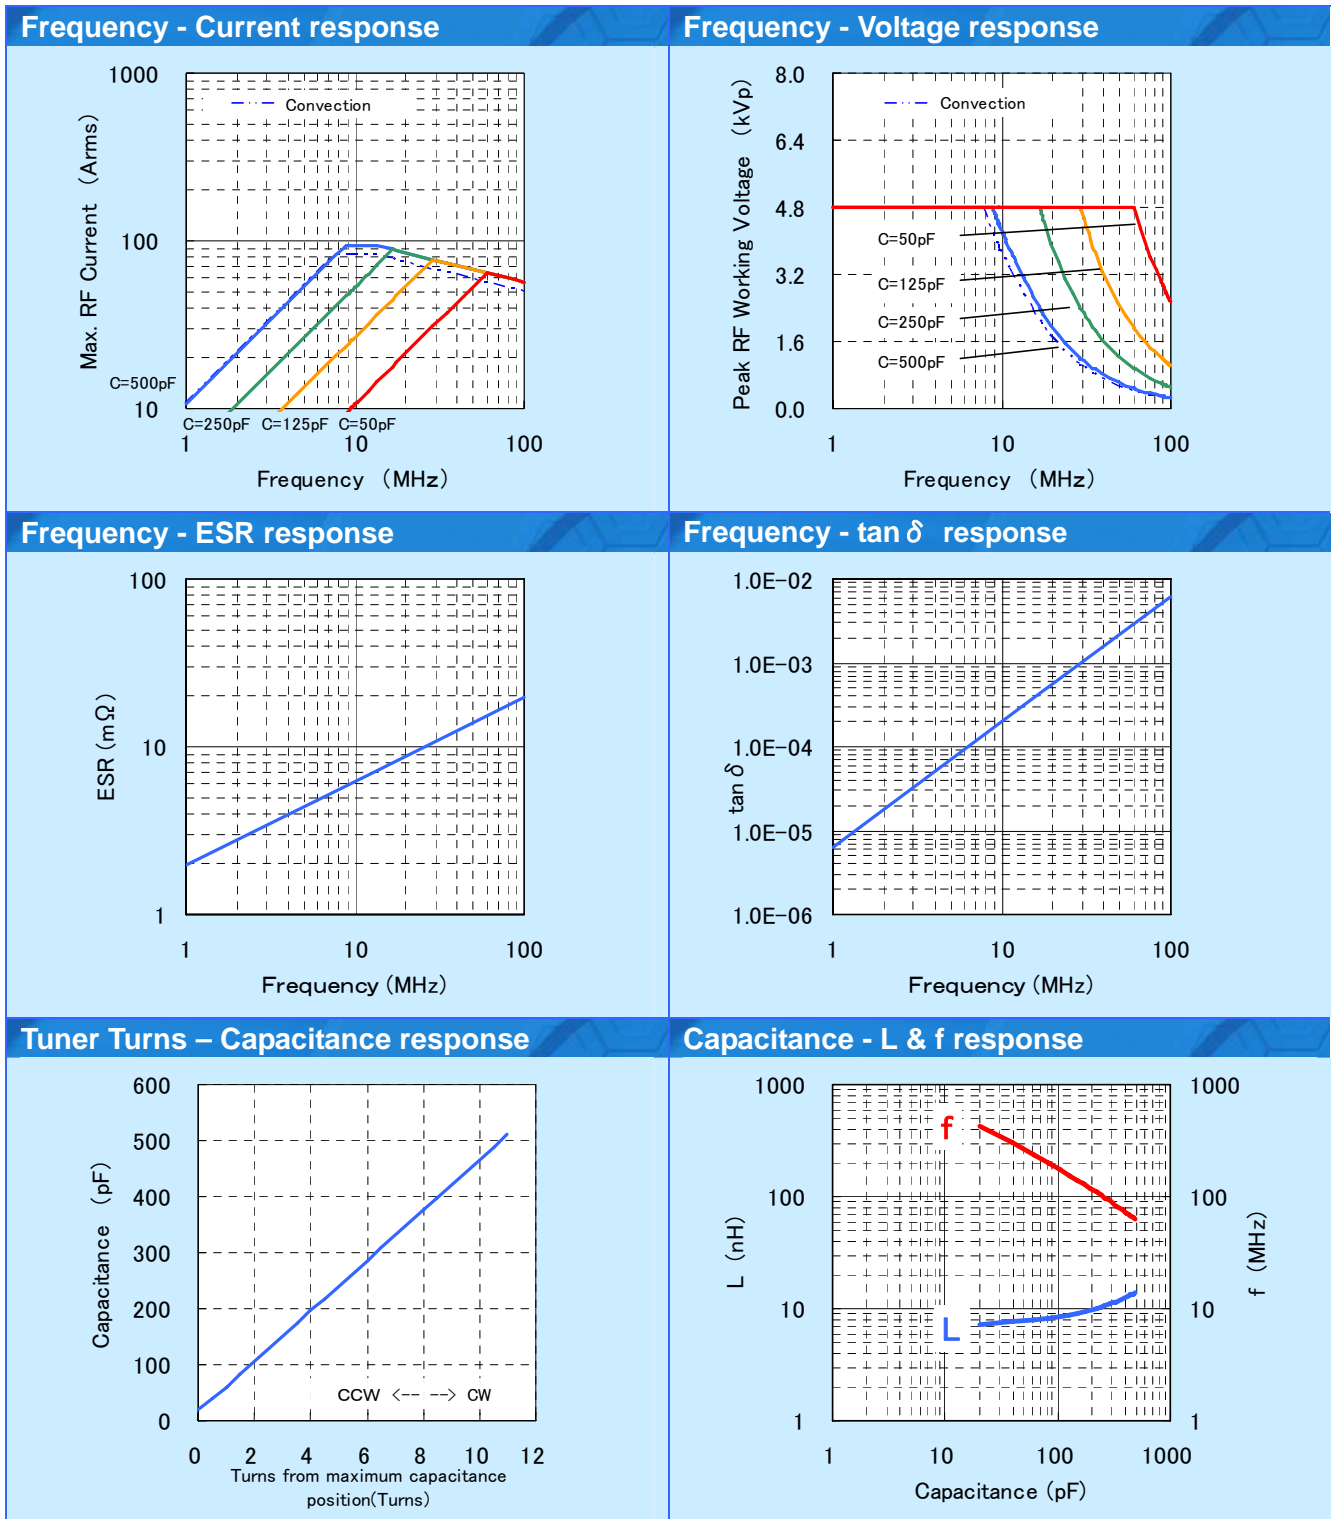 Frequency - Current response
1000
100
10
1
10
100
Convection
C=500pF
C=250pF
C=125pF
C=50pF
Max. RF Current (Arms)
Frequency (MHz)
Frequency - Voltage response
8.0
6.4
4.8
3.2
1.6
0.0
1
10
100
Convection
C=50pF
C=125pF
C=250pF
C=500pF
Peak RF Working Voltage (kVp)
Frequency (MHz)
Frequency - ESR response
100
10
1
1
10
100
ESR (mΩ)
Frequency (MHz)
Frequency - tan δ response
1.0E-02
1.0E-03
1.0E-04
1.0E-05
1.0E-06
1
10
100
tan δ
Frequency (MHz)
Tuner Turns – Capacitance response
600
500
400
300
200
100
0
0
2
4
6
8
10
12
CCW <-- --> CW
Capacitance (pF)
Turns from maximum capacitance
position(Turns)
Capacitance - L & f response
1000
100
10
1
1000
100
10
1
f
L
1
10
100
1000
L (nH)
f (MHz)
Capacitance (pF)